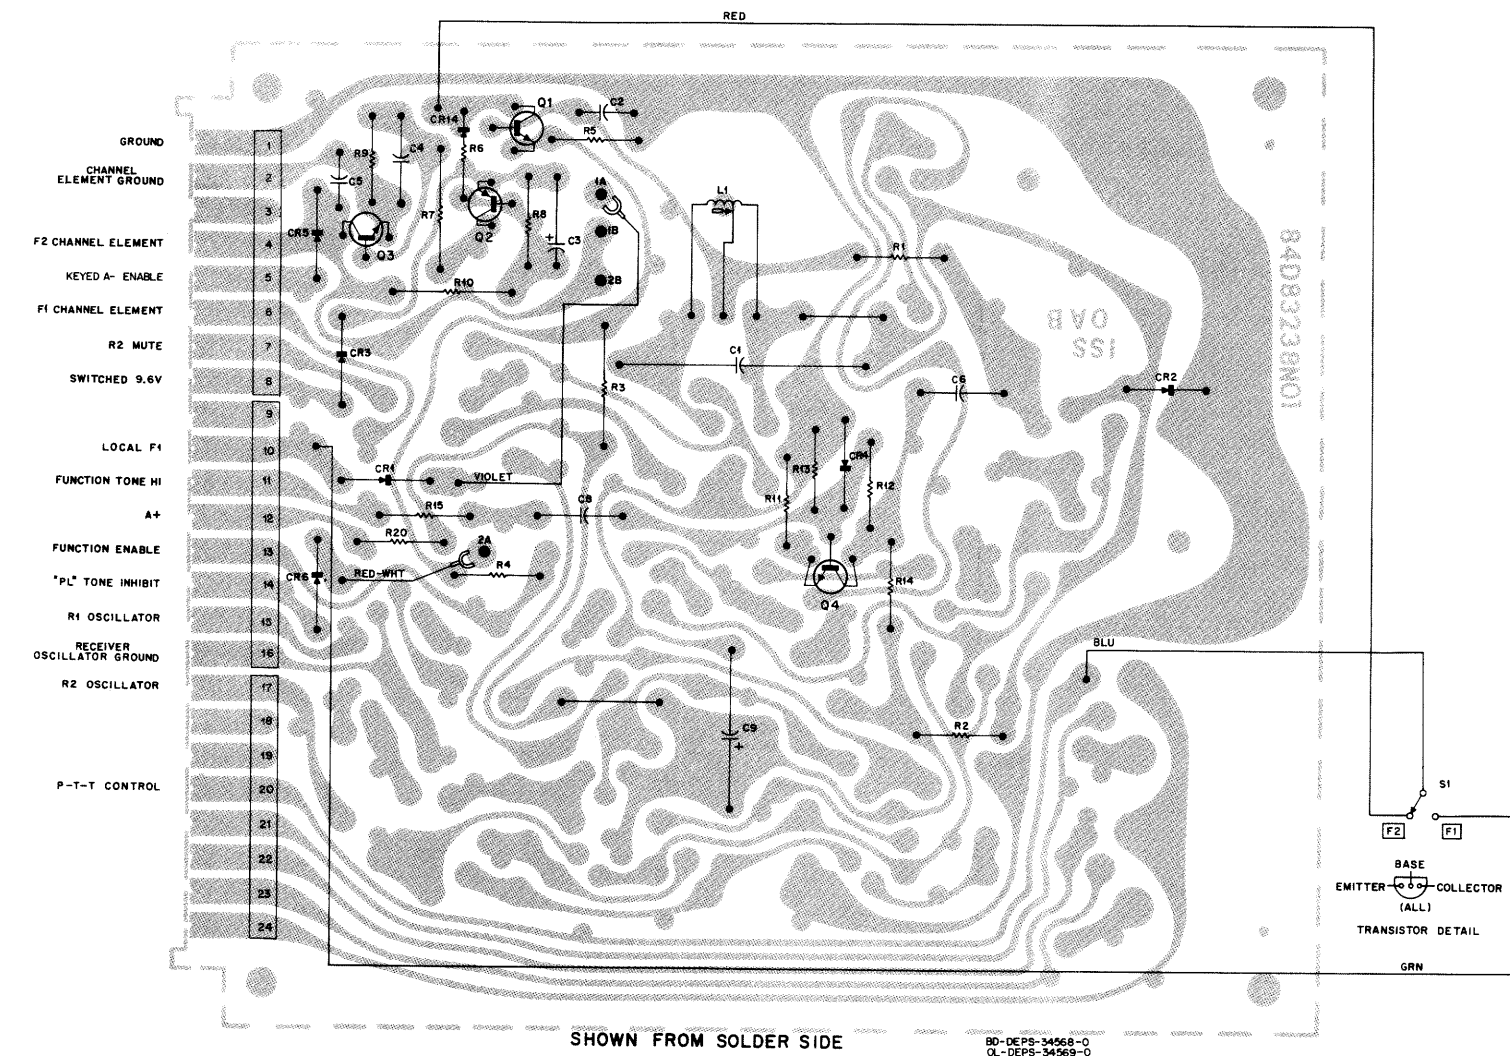 RED
GROUND
CHANNEL
ELEMENT GROUND
F2 CHANNEL ELEMENT
KEYED A- ENABLE
F1 CHANNEL ELEMENT
R2 MUTE
SWITCHED 9.6V
LOCAL F1
FUNCTION TONE HI
A+
FUNCTION ENABLE
"PL" TONE INHIBIT
R1 OSCILLATOR
RECEIVER
OSCILLATOR GROUND
R2 OSCILLATOR
P-T-T CONTROL
1
2
3
4
5
6
7
8
9
10
11
12
13
14
15
16
17
18
19
20
21
22
23
24
Q1
C2
CR14
R5
R9
C4
R6
C5
1A
L1
R7
R8
CR5
Q3
Q2
+
C3
1B
R1
2B
R10
8408323BN01
OAB
ISS
CR3
C1
R3
C6
CR2
CR1
VIOLET
R13
CR4
R12
R11
C8
R15
R20
2A
CR6
RED-WHT
R4
Q4
R14
BLU
C9
+
R2
S1
F2
F1
BASE
EMITTER
COLLECTOR
(ALL)
TRANSISTOR DETAIL
GRN
SHOWN FROM SOLDER SIDE
BD-DEPS-34568-O
OL-DEPS-34569-O